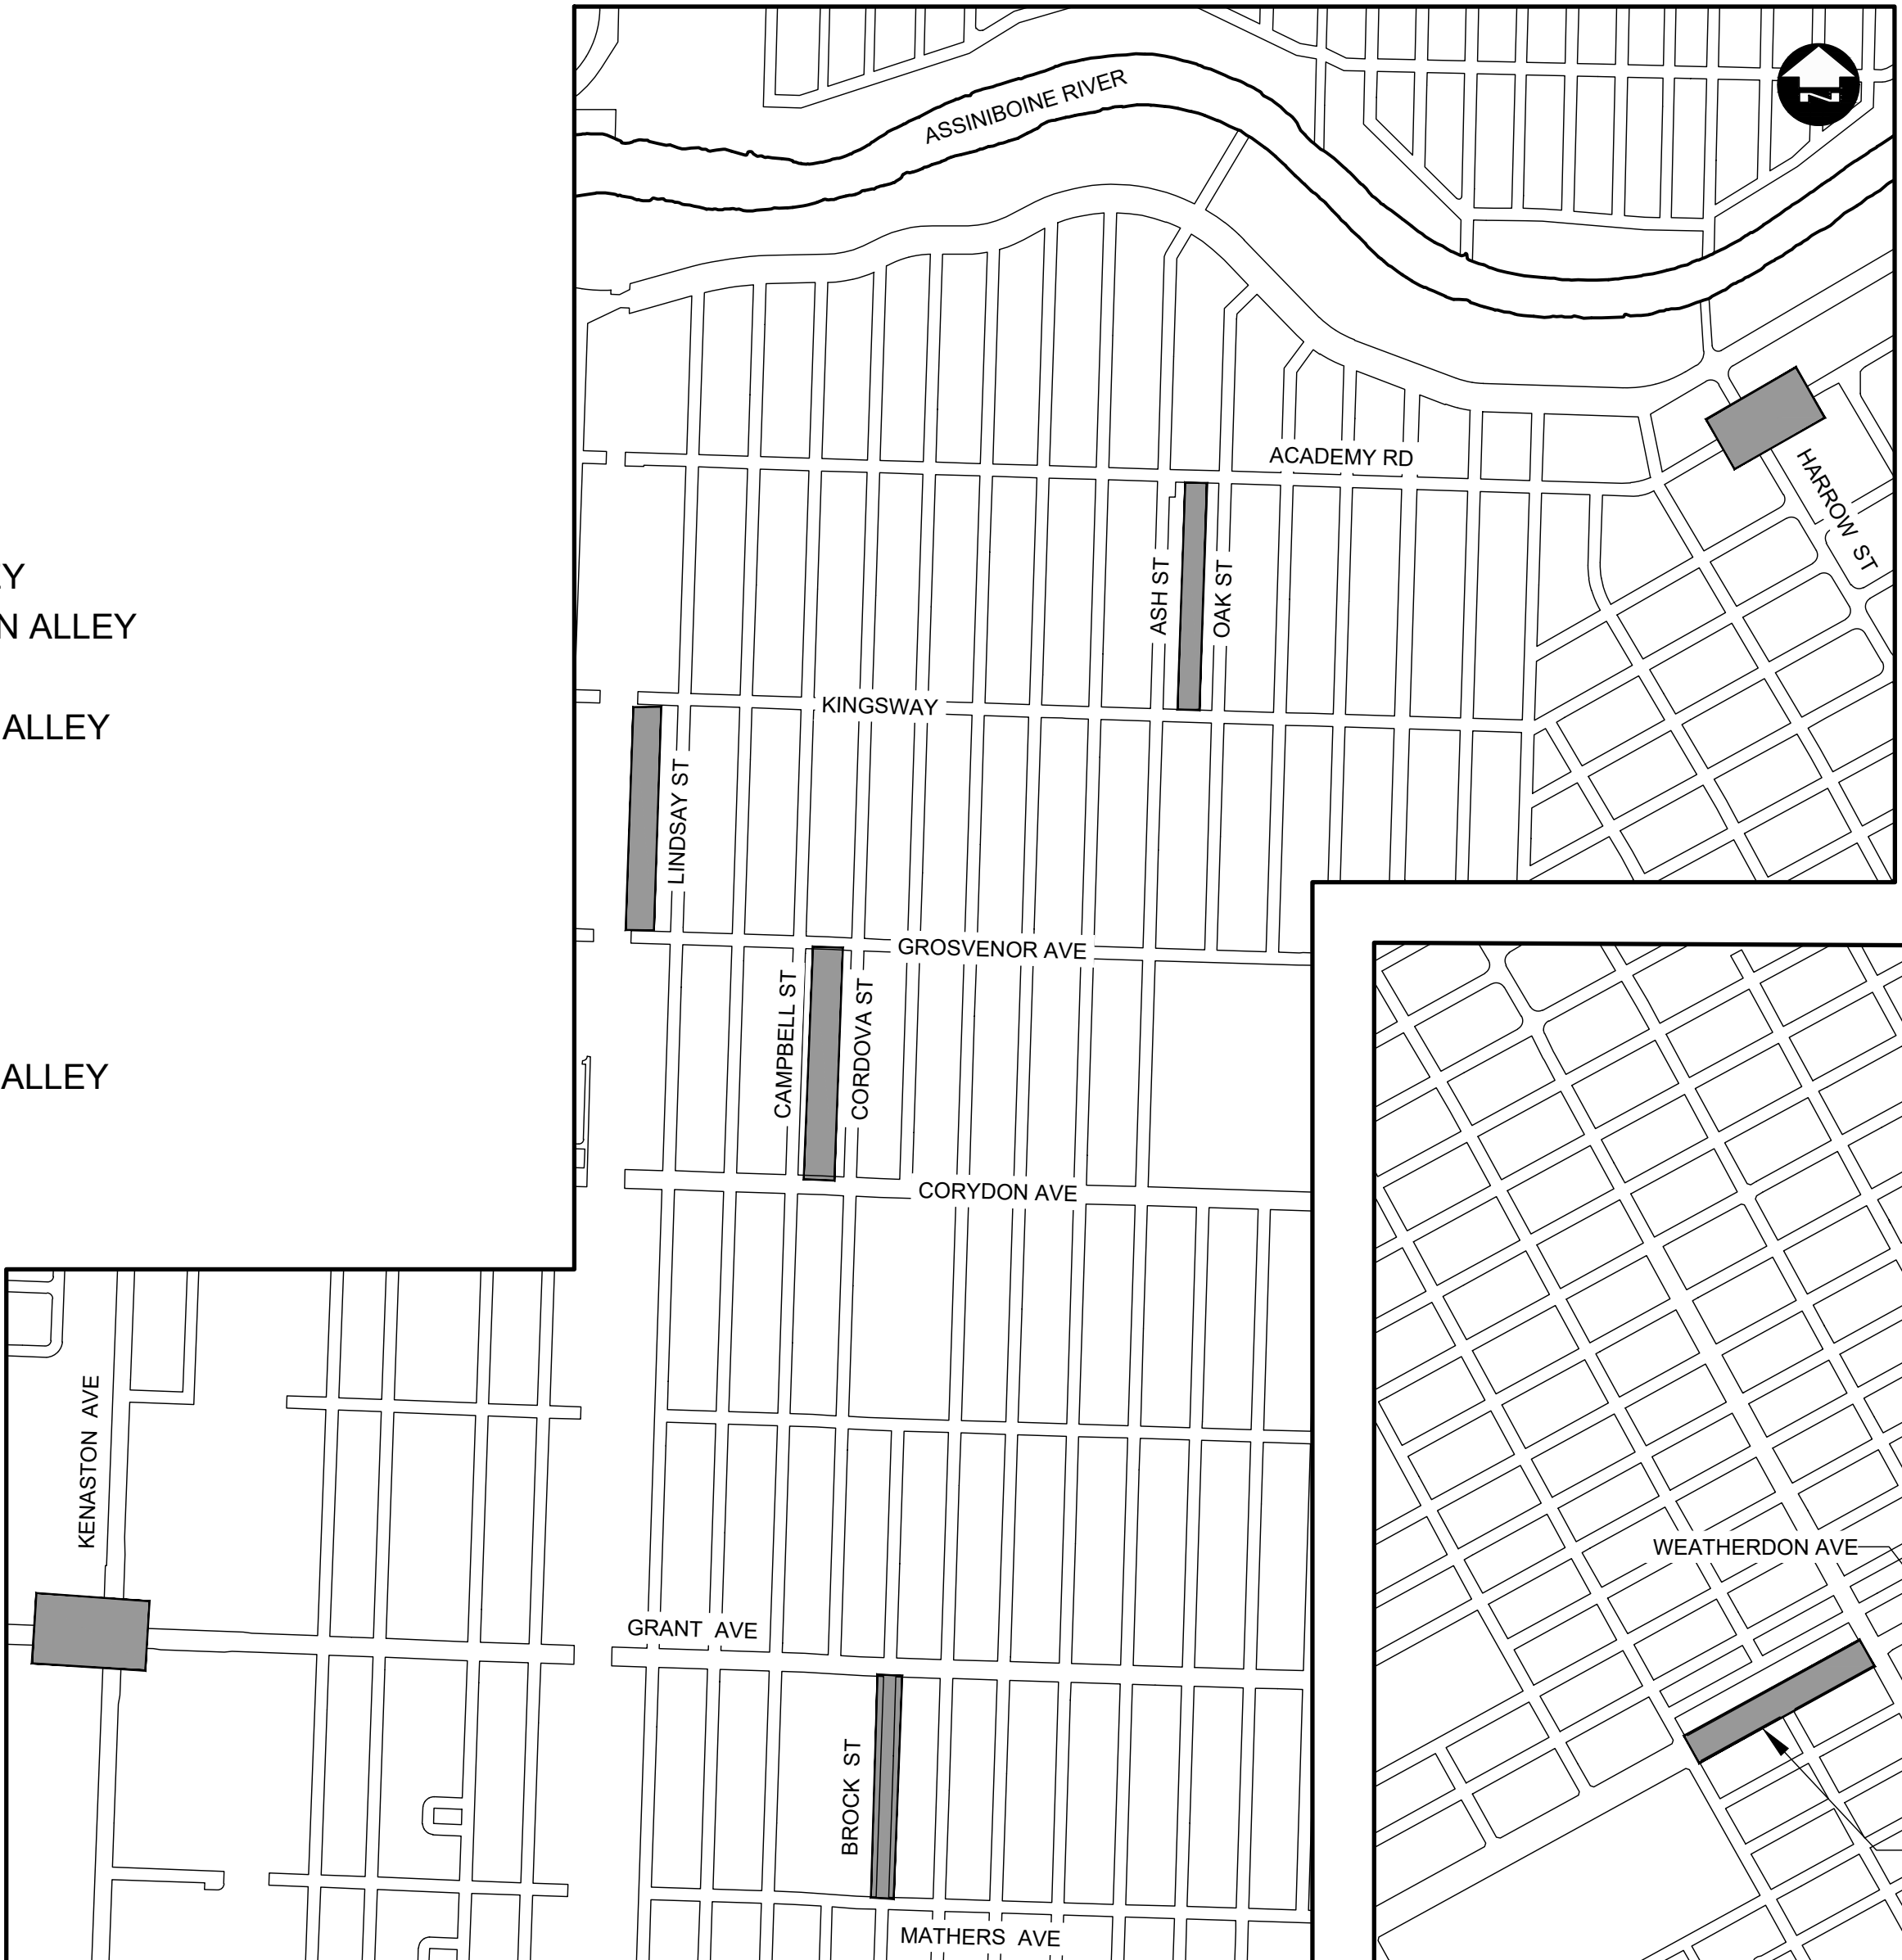 ASSINIBOINE RIVER
ACADEMY RD
HARROW ST
ASH ST
OAK ST
EY
N ALLEY
KINGSWAY
ALLEY
LINDSAY ST
GROSVENOR AVE
CAMPBELL ST
CORDOVA ST
ALLEY
CORYDON AVE
KENASTON AVE
WEATHERDON AVE
GRANT AVE
BROCK ST
MATHERS AVE